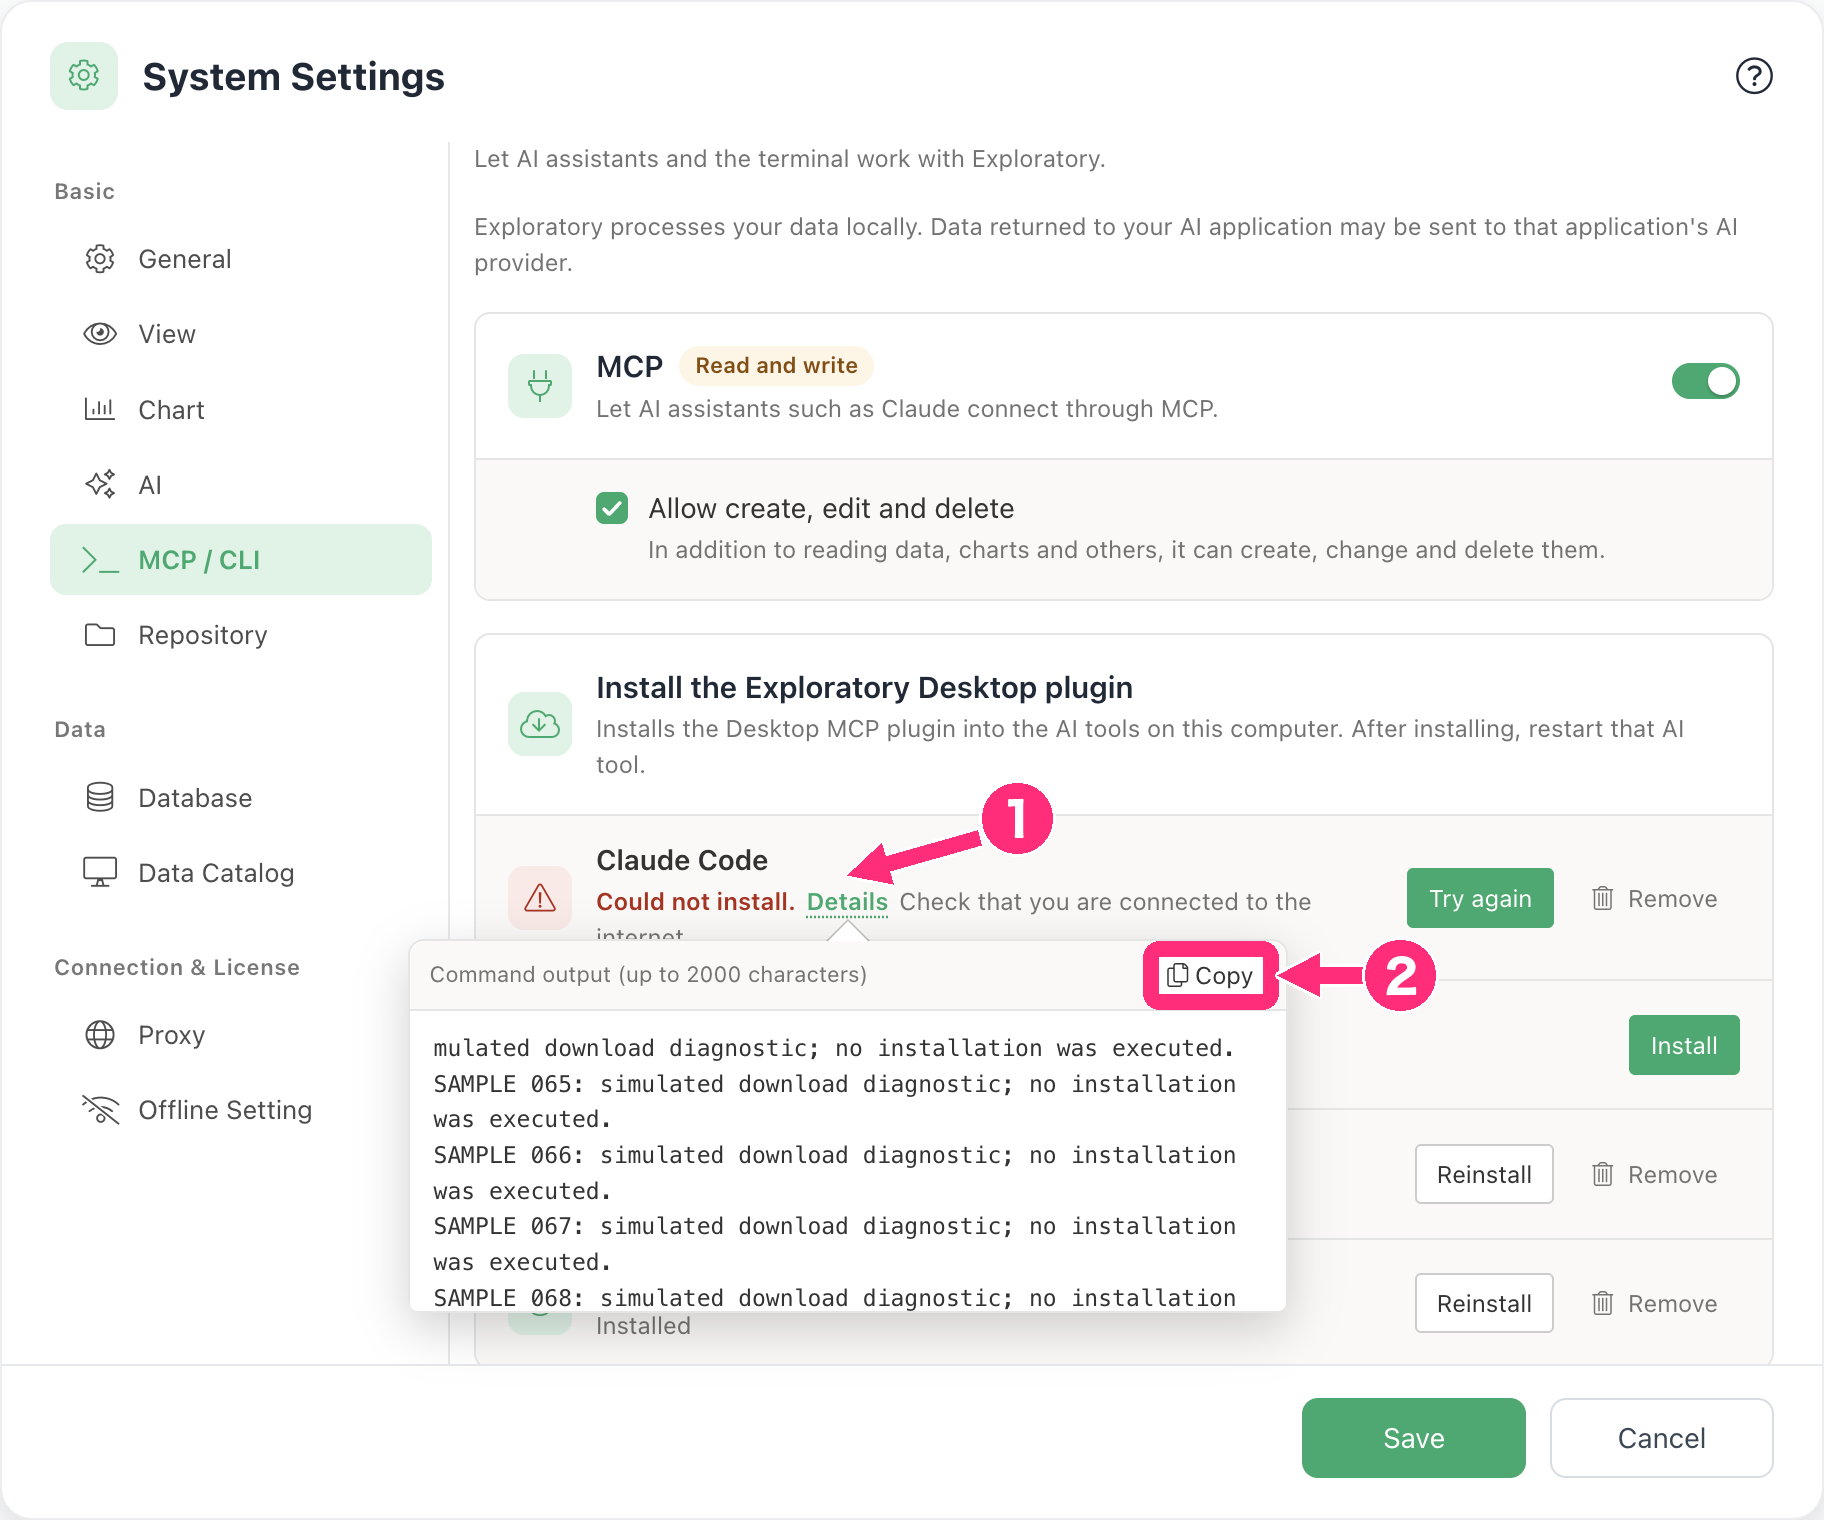 System Settings
?
Basic
General
View
Chart
AI
MCP / CLI
Repository
Data
Database
Data Catalog
Connection & License
Proxy
Offline Setting
Let AI assistants and the terminal work with Exploratory.
Exploratory processes your data locally. Data returned to your AI application may be sent to that application's AI
provider.
MCP Read and write
Let AI assistants such as Claude connect through MCP.
Allow create, edit and delete
In addition to reading data, charts and others, it can create, change and delete them.
Install the Exploratory Desktop plugin
Installs the Desktop MCP plugin into the AI tools on this computer. After installing, restart that AI
tool.
1
Claude Code
Could not install. Details Check that you are connected to the
internet
Try again Remove
Command output (up to 2000 characters)
Copy
2
mulated download diagnostic; no installation was executed.
SAMPLE 065: simulated download diagnostic; no installation
was executed.
SAMPLE 066: simulated download diagnostic; no installation
was executed.
SAMPLE 067: simulated download diagnostic; no installation
was executed.
SAMPLE 068: simulated download diagnostic; no installation
Install
Reinstall Remove
Reinstall Remove
Installed
Save
Cancel